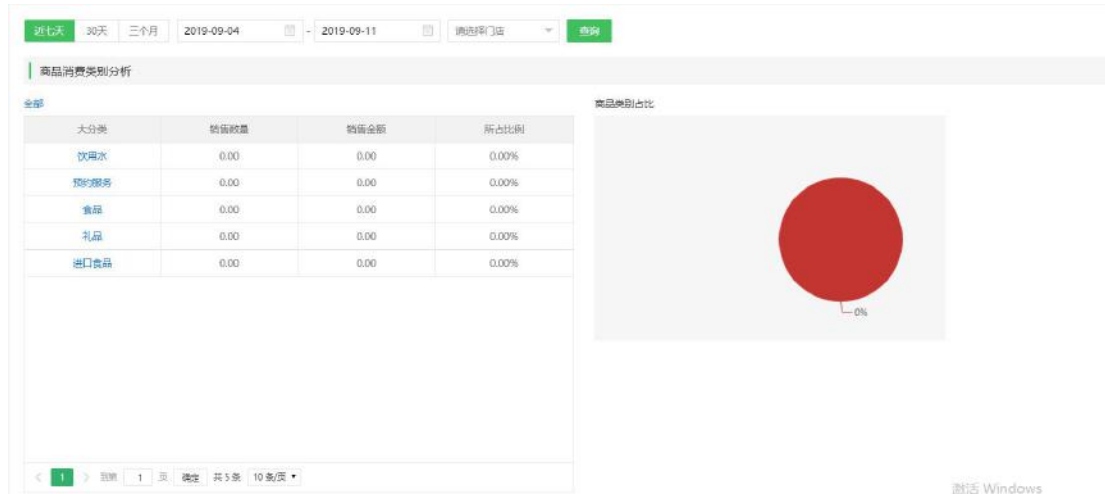 近七天 30天 三个月 2019-09-04 - 2019-09-11 请选择门店 查询
商品消费类别分析
全部
大分类 销售数量 销售金额 所占比例
饮用水 0.00 0.00 0.00%
预约服务 0.00 0.00 0.00%
食品 0.00 0.00 0.00%
礼品 0.00 0.00 0.00%
进口食品 0.00 0.00 0.00%
< 1 > 到第 1 页 确定 共 5 条 10 条/页
商品类别占比
0%
激活 Windows